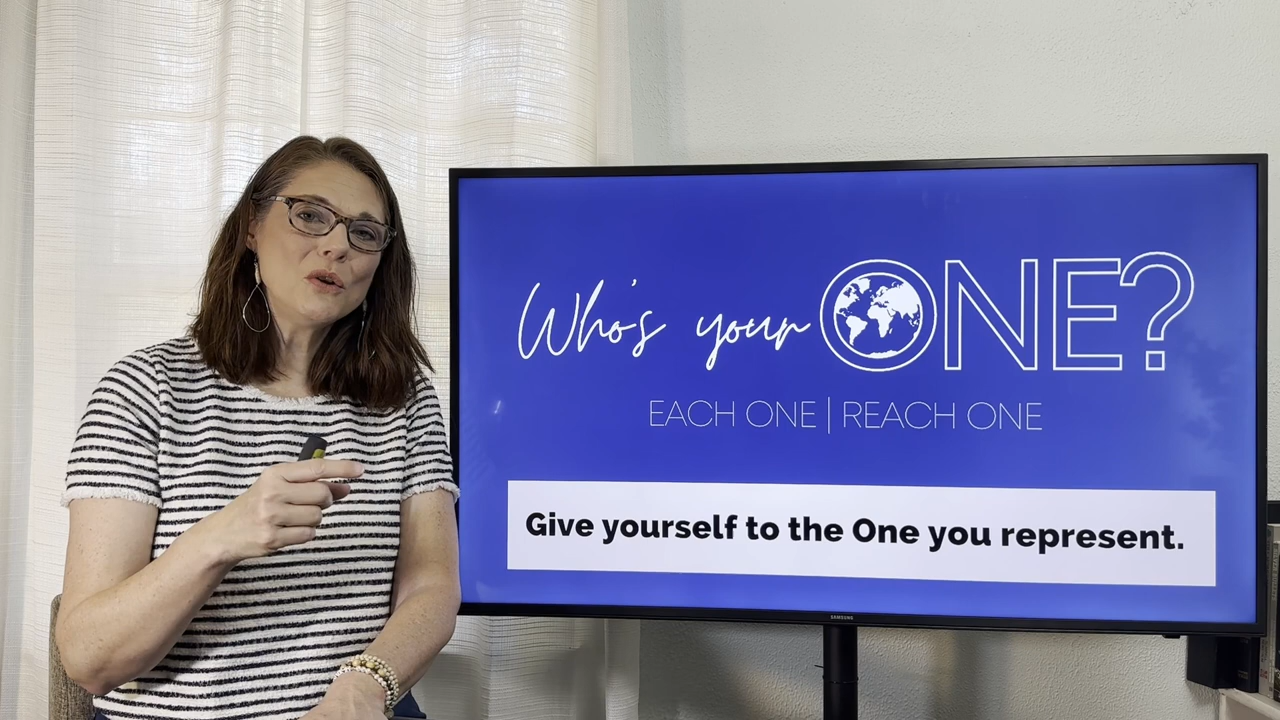 Who's your ONE?
EACH ONE | REACH ONE
Give yourself to the One you represent.
SAMSUNG